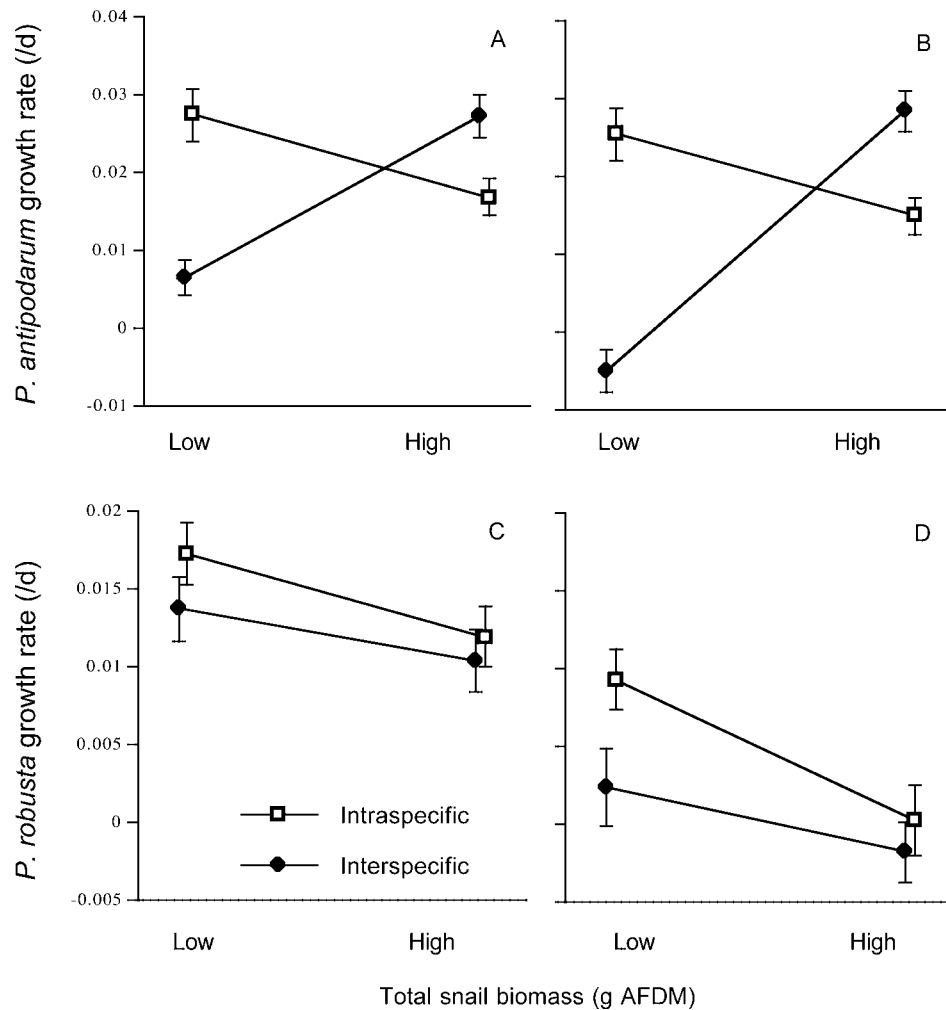 P. antipodarum growth rate (/d)
0.04
0.03
0.02
0.01
0
-0.01
A
Low High
B
Low High
P. robusta growth rate (/d)
0.02
0.015
0.01
0.005
0
-0.005
C
Intraspecific
Interspecific
Low High
D
Low High
Total snail biomass (g AFDM)